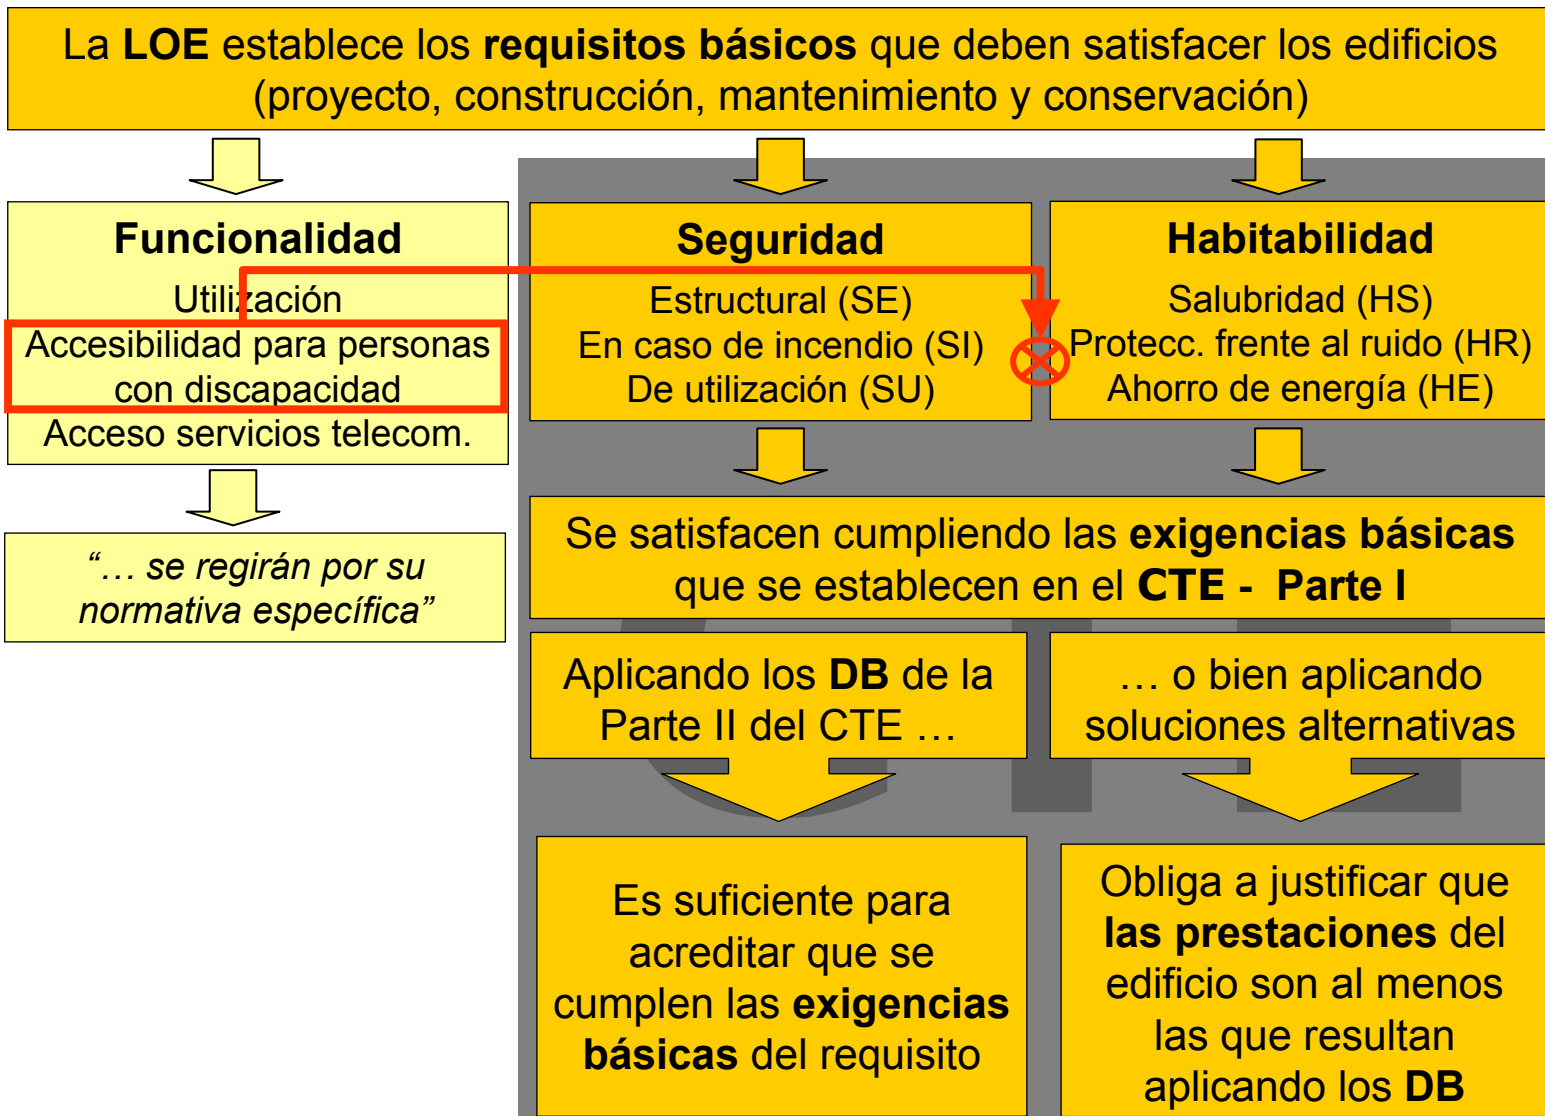 La LOE establece los requisitos básicos que deben satisfacer los edificios
(proyecto, construcción, mantenimiento y conservación)
Funcionalidad
Utilización
Accesibilidad para personas
con discapacidad
Acceso servicios telecom.
"… se regirán por su
normativa específica"
Seguridad
Estructural (SE)
En caso de incendio (SI)
De utilización (SU)
Habitabilidad
Salubridad (HS)
Protecc. frente al ruido (HR)
Ahorro de energía (HE)
Se satisfacen cumpliendo las exigencias básicas
que se establecen en el CTE - Parte I
Aplicando los DB de la
Parte II del CTE …
… o bien aplicando
soluciones alternativas
Es suficiente para
acreditar que se
cumplen las exigencias
básicas del requisito
Obliga a justificar que
las prestaciones del
edificio son al menos
las que resultan
aplicando los DB